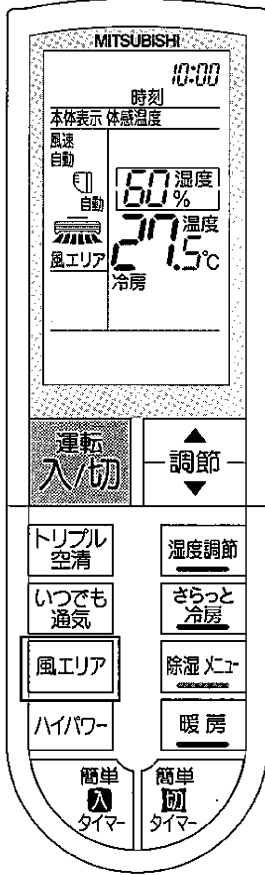 MITSUBISHI
10:00
時刻
本体表示 体感温度
風速
自動
自動
風エリア
60 湿度
%
27.5℃ 温度
冷房
運転
入/切
▲
調節
▼
トリプル
空清
湿度調節
いつでも
通気
さらっと
冷房
風エリア
除湿 メニュー
ハイパワー
暖房
簡単
入
タイマー
簡単
切
タイマー